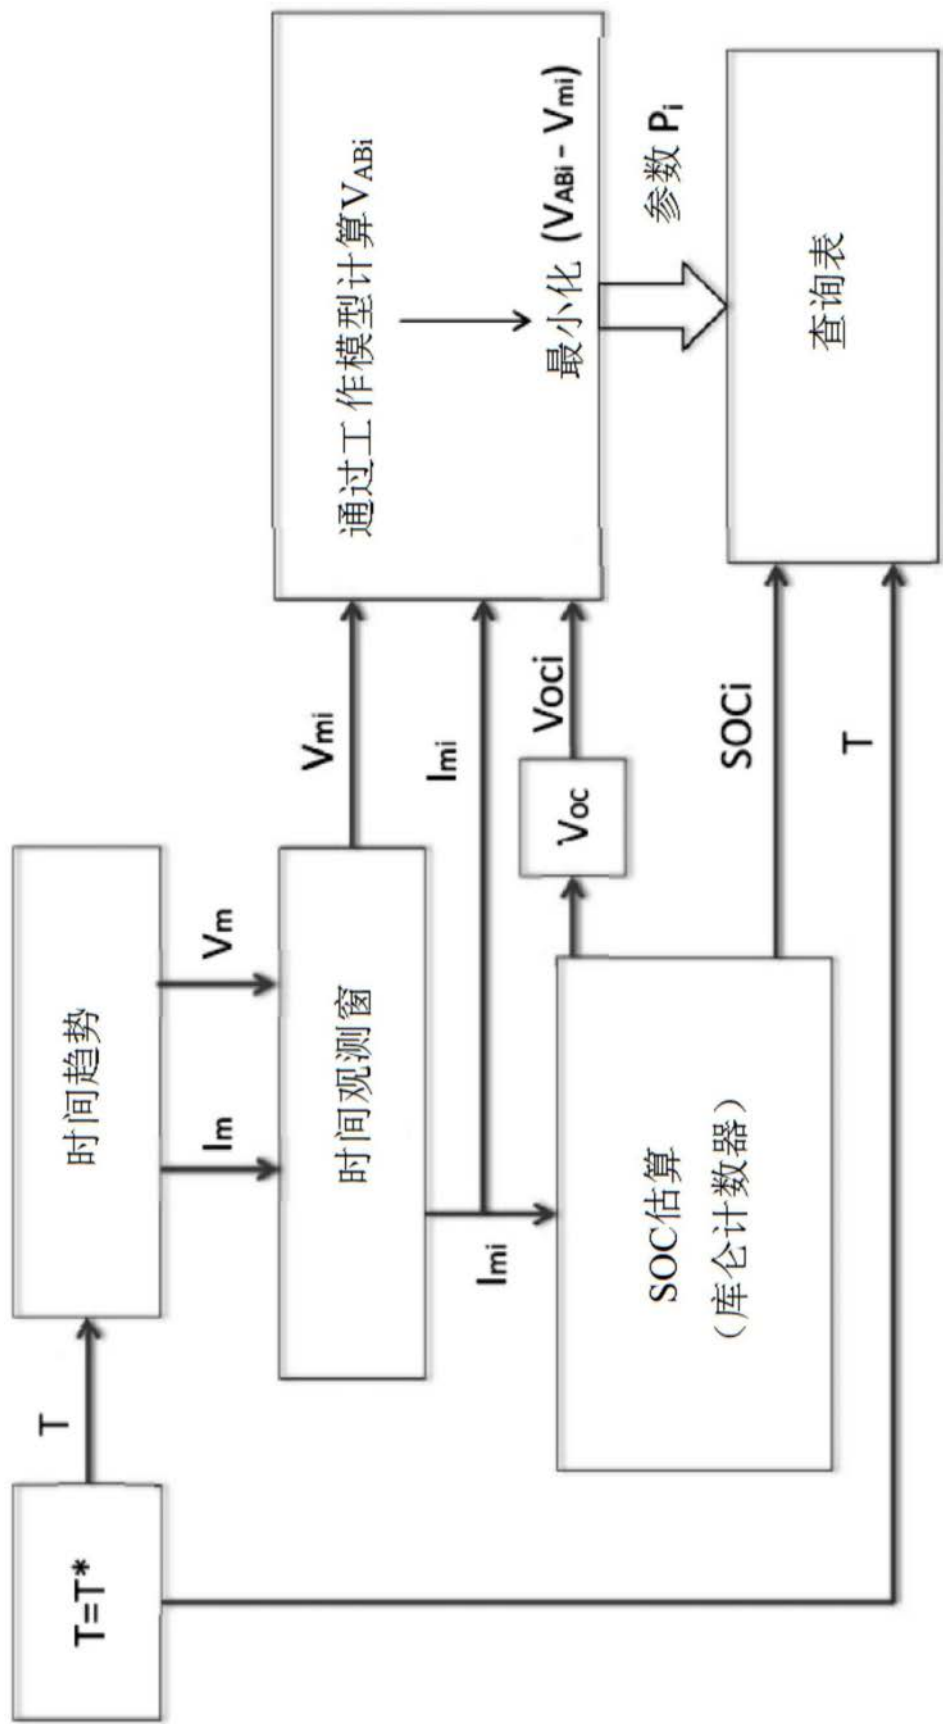 T=T*
T
时间趋势
Im
Vm
时间观测窗
Vmi
Imi
Imi
SOC估算
(库仑计数器)
Voc
Voci
SOCi
T
通过工作模型计算VABi
最小化 (VABi - Vmi)
参数 Pi
查询表